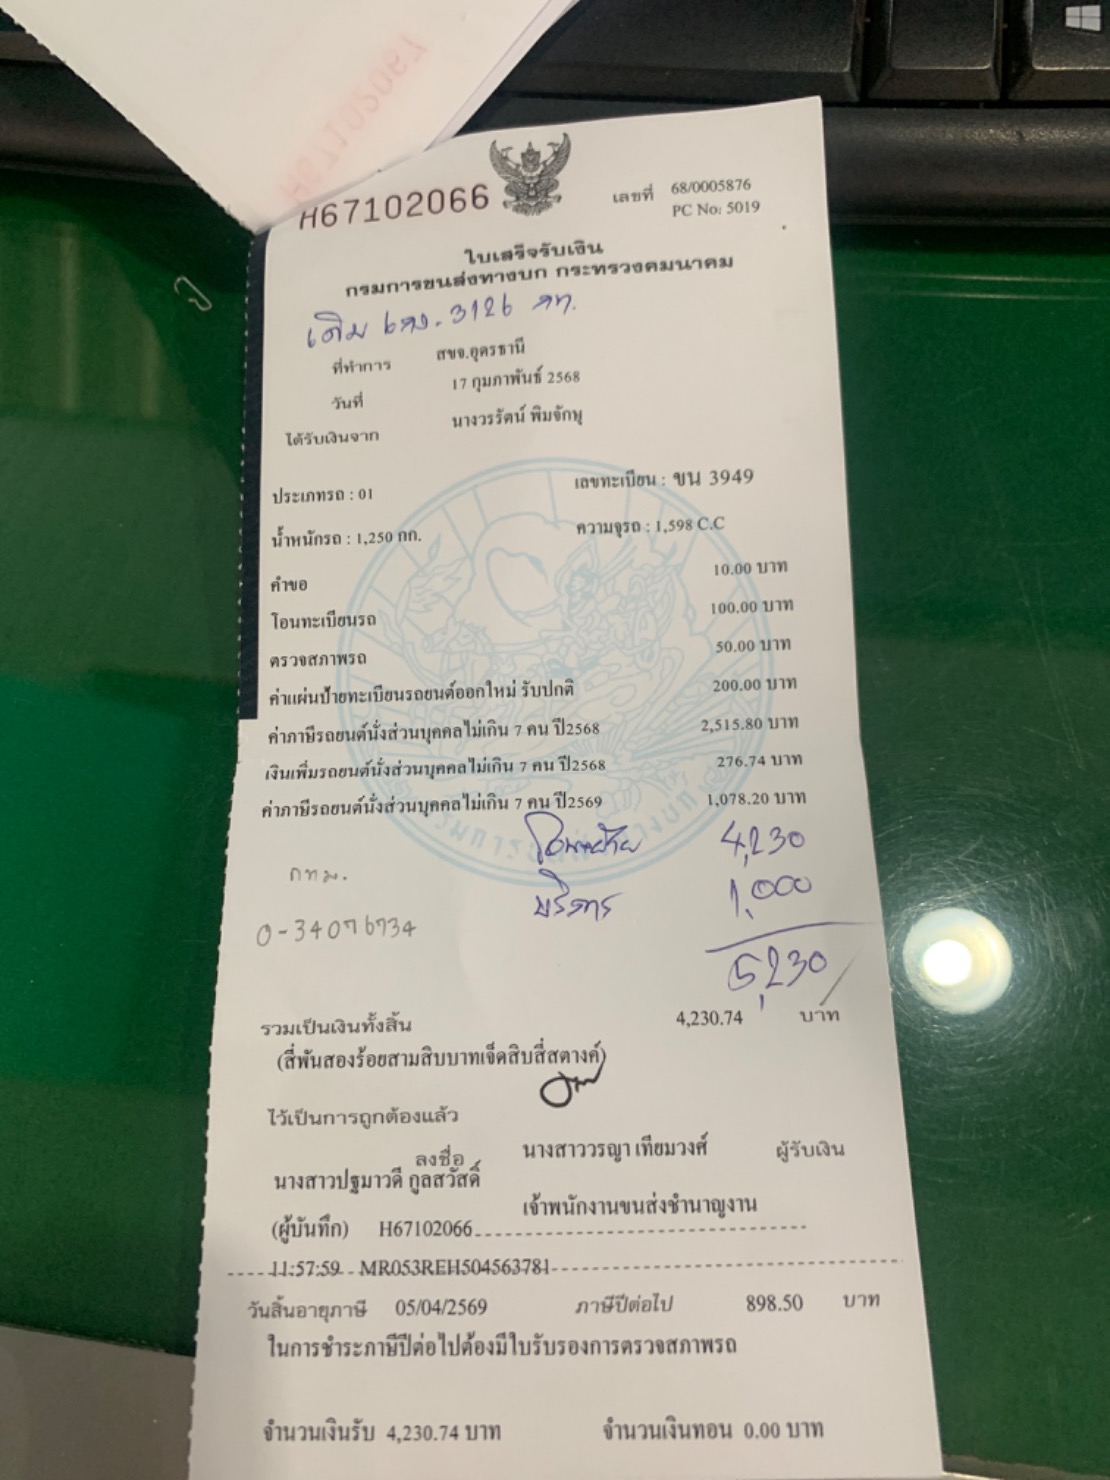 H67102066
เลขที่ 68/0005876
PC No: 5019
ใบเสร็จรับเงิน
กรมการขนส่งทางบก กระทรวงคมนาคม
เดิม 6กง-3126 กท.
ที่ทำการ สขจ.อุดรธานี
วันที่ 17 กุมภาพันธ์ 2568
ได้รับเงินจาก นางวรรัตน์ พิมจักษุ
ประเภทรถ : 01 เลขทะเบียน : ขน 3949
น้ำหนักรถ : 1,250 กก. ความจุรถ : 1,598 C.C
คำขอ 10.00 บาท
โอนทะเบียนรถ 100.00 บาท
ตรวจสภาพรถ 50.00 บาท
ค่าแผ่นป้ายทะเบียนรถยนต์ออกใหม่ รับปกติ 200.00 บาท
ค่าภาษีรถยนต์นั่งส่วนบุคคลไม่เกิน 7 คน ปี2568 2,515.80 บาท
เงินเพิ่มรถยนต์นั่งส่วนบุคคลไม่เกิน 7 คน ปี2568 276.74 บาท
ค่าภาษีรถยนต์นั่งส่วนบุคคลไม่เกิน 7 คน ปี2569 1,078.20 บาท
4,230
กทม. บริการ 1,000
0-34076734
5,230
รวมเป็นเงินทั้งสิ้น 4,230.74 บาท
(สี่พันสองร้อยสามสิบบาทเจ็ดสิบสี่สตางค์)
ไว้เป็นการถูกต้องแล้ว
ลงชื่อ นางสาววรญา เทียมวงศ์ ผู้รับเงิน
นางสาวปฐมาวดี กูลสวัสดิ์
เจ้าพนักงานขนส่งชำนาญงาน
(ผู้บันทึก) H67102066
11:57:59 MR053REH504563781
วันสิ้นอายุภาษี 05/04/2569 ภาษีปีต่อไป 898.50 บาท
ในการชำระภาษีปีต่อไปต้องมีใบรับรองการตรวจสภาพรถ
จำนวนเงินรับ 4,230.74 บาท จำนวนเงินทอน 0.00 บาท